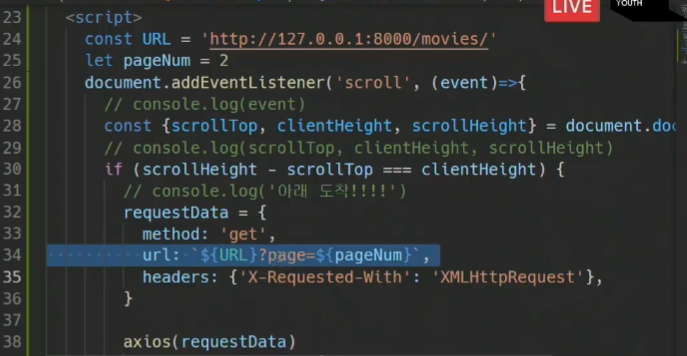 LIVE
YOUTH
23 <script>
24 const URL = 'http://127.0.0.1:8000/movies/'
25 let pageNum = 2
26 document.addEventListener('scroll', (event)=>{
27 // console.log(event)
28 const {scrollTop, clientHeight, scrollHeight} = document.doc
29 // console.log(scrollTop, clientHeight, scrollHeight)
30 if (scrollHeight - scrollTop === clientHeight) {
31 // console.log('아래 도착!!!!')
32 requestData = {
33 method: 'get',
34 url: `${URL}?page=${pageNum}`,
35 headers: {'X-Requested-With': 'XMLHttpRequest'},
36 }
37
38 axios(requestData)